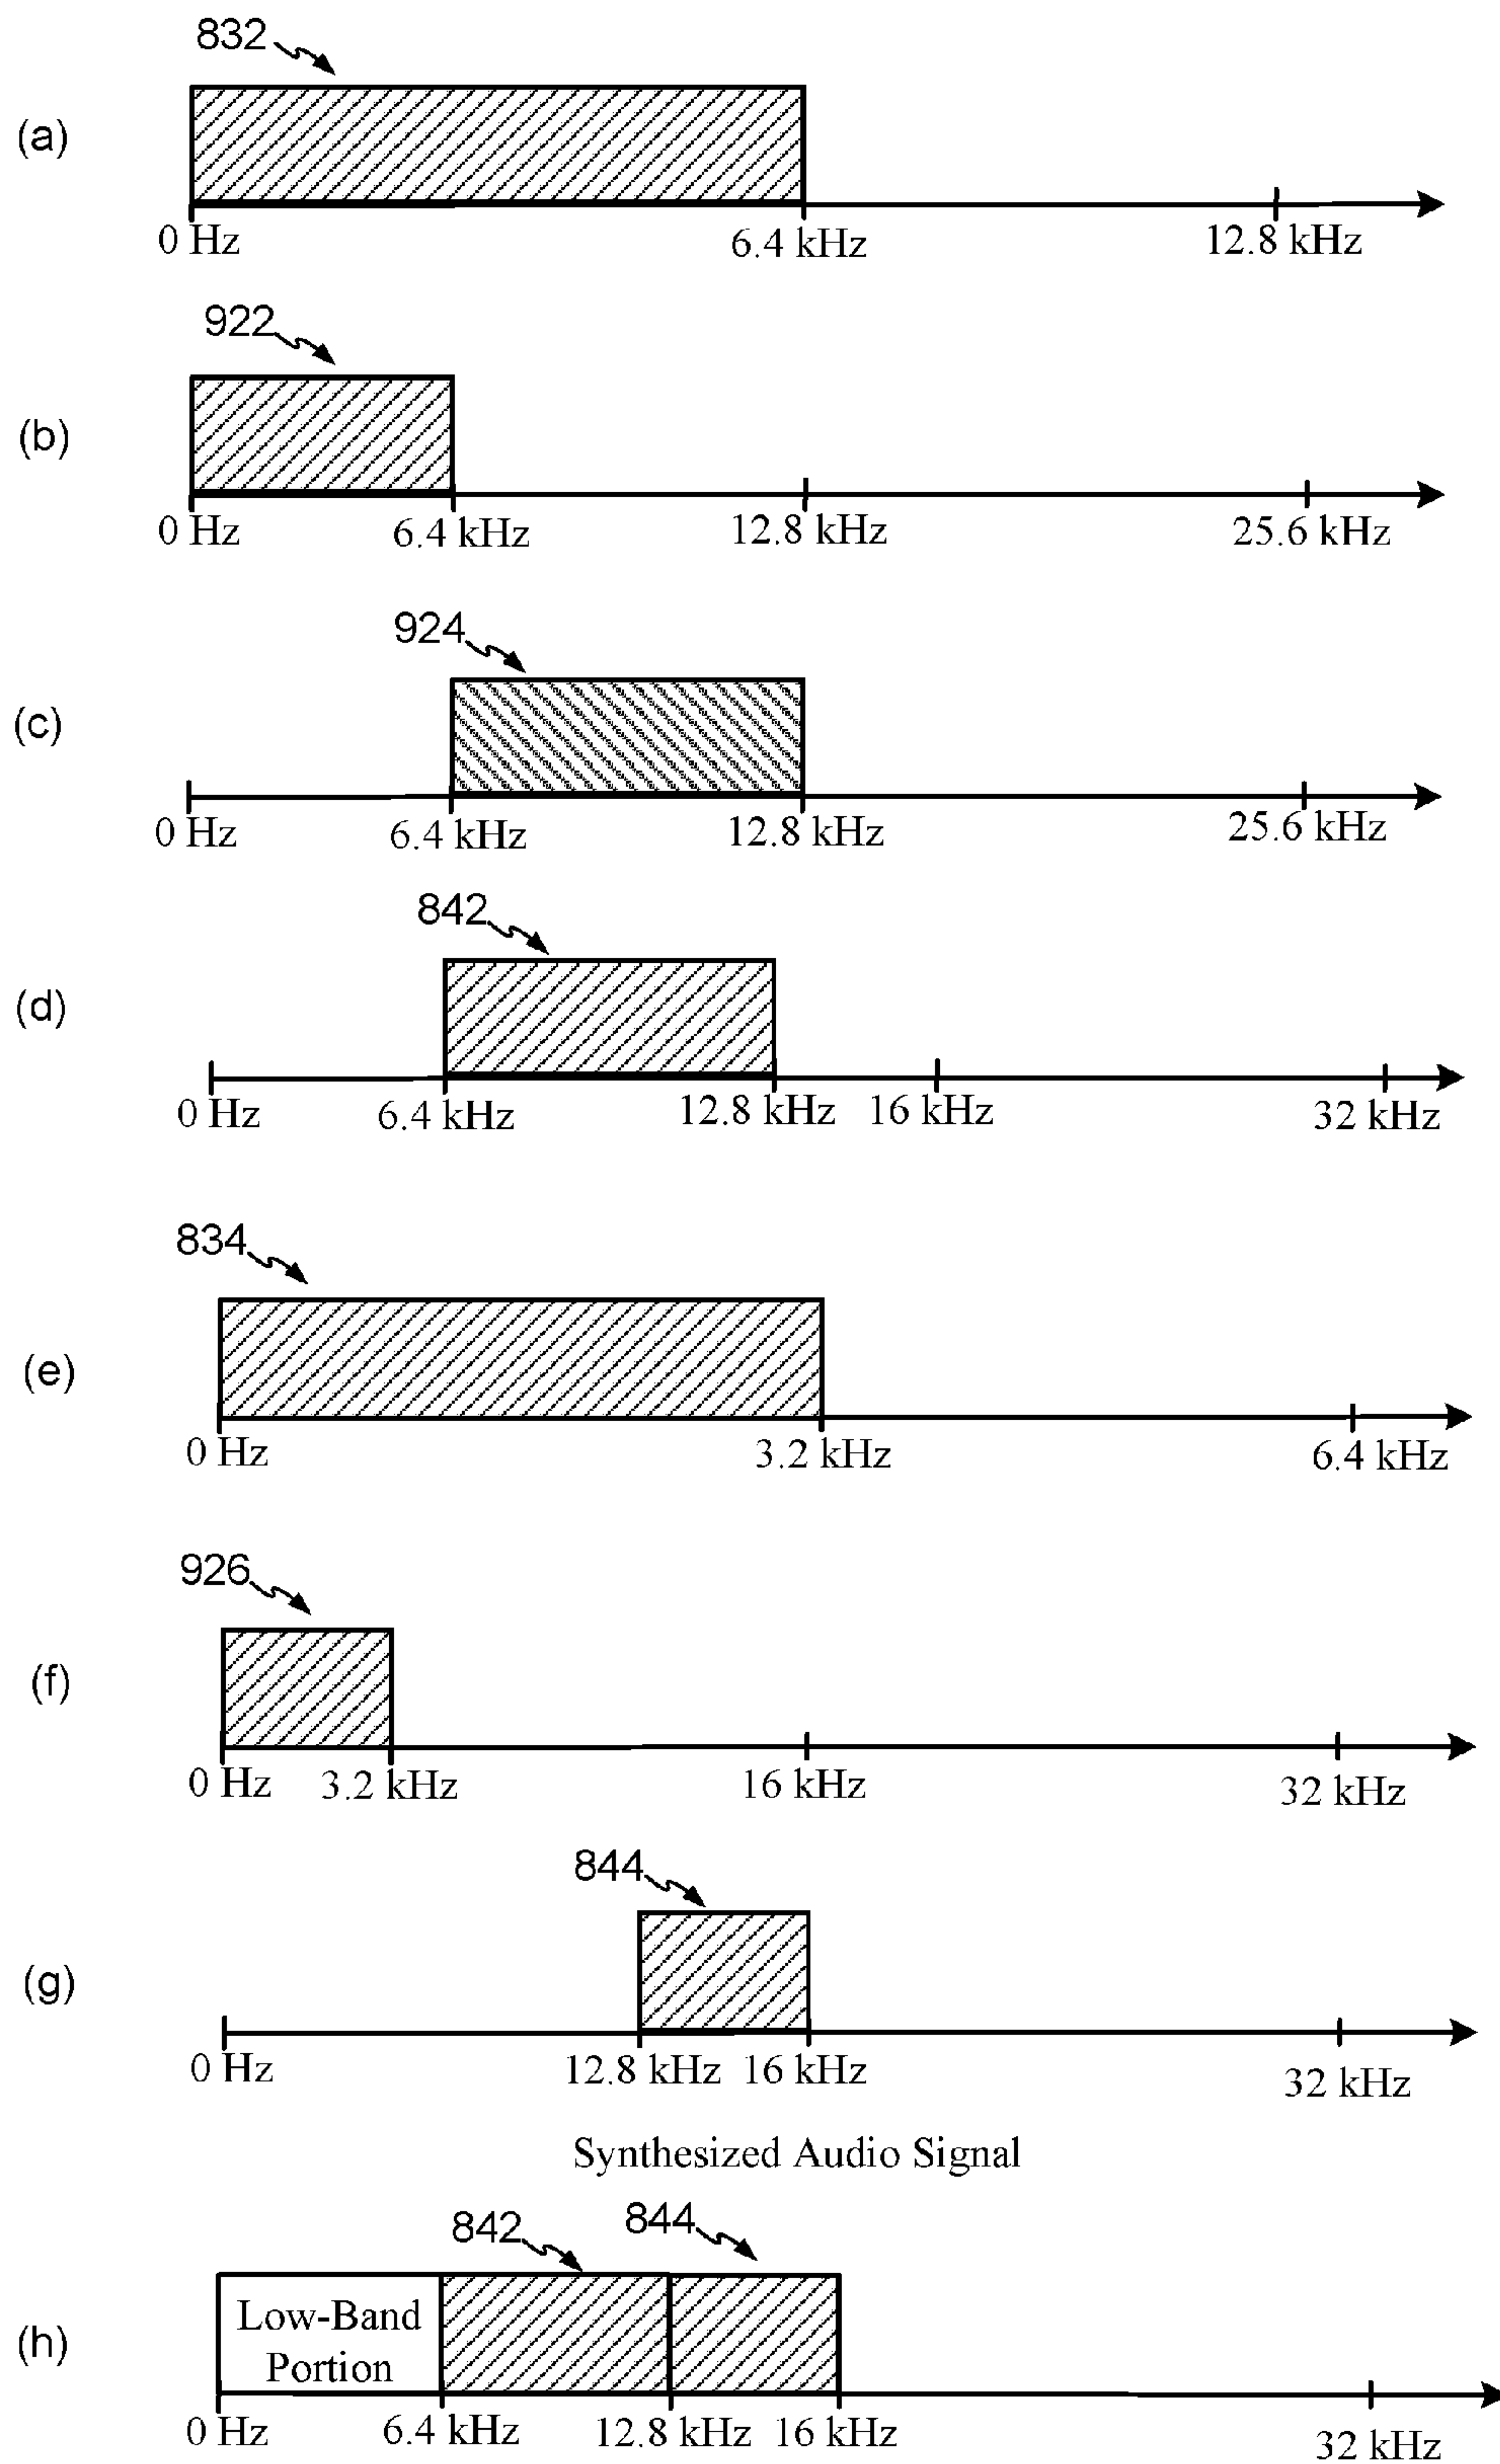 832
(a)
0 Hz 6.4 kHz 12.8 kHz
922
(b)
0 Hz 6.4 kHz 12.8 kHz 25.6 kHz
924
(c)
0 Hz 6.4 kHz 12.8 kHz 25.6 kHz
842
(d)
0 Hz 6.4 kHz 12.8 kHz 16 kHz 32 kHz
834
(e)
0 Hz 3.2 kHz 6.4 kHz
926
(f)
0 Hz 3.2 kHz 16 kHz 32 kHz
844
(g)
0 Hz 12.8 kHz 16 kHz 32 kHz
Synthesized Audio Signal
842 844
(h)
Low-Band
Portion
0 Hz 6.4 kHz 12.8 kHz 16 kHz 32 kHz